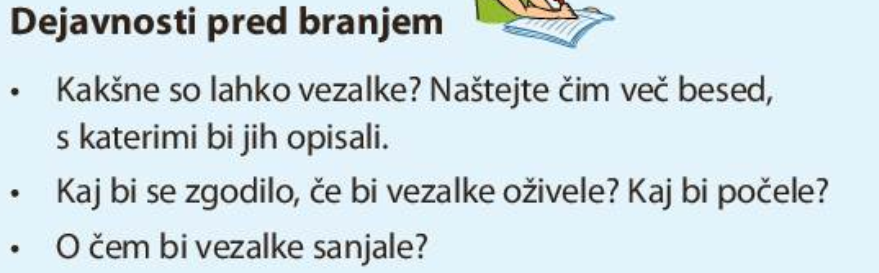 Dejavnosti pred branjem
• Kakšne so lahko vezalke? Naštejte čim več besed,
s katerimi bi jih opisali.
• Kaj bi se zgodilo, če bi vezalke oživele? Kaj bi počele?
• O čem bi vezalke sanjale?